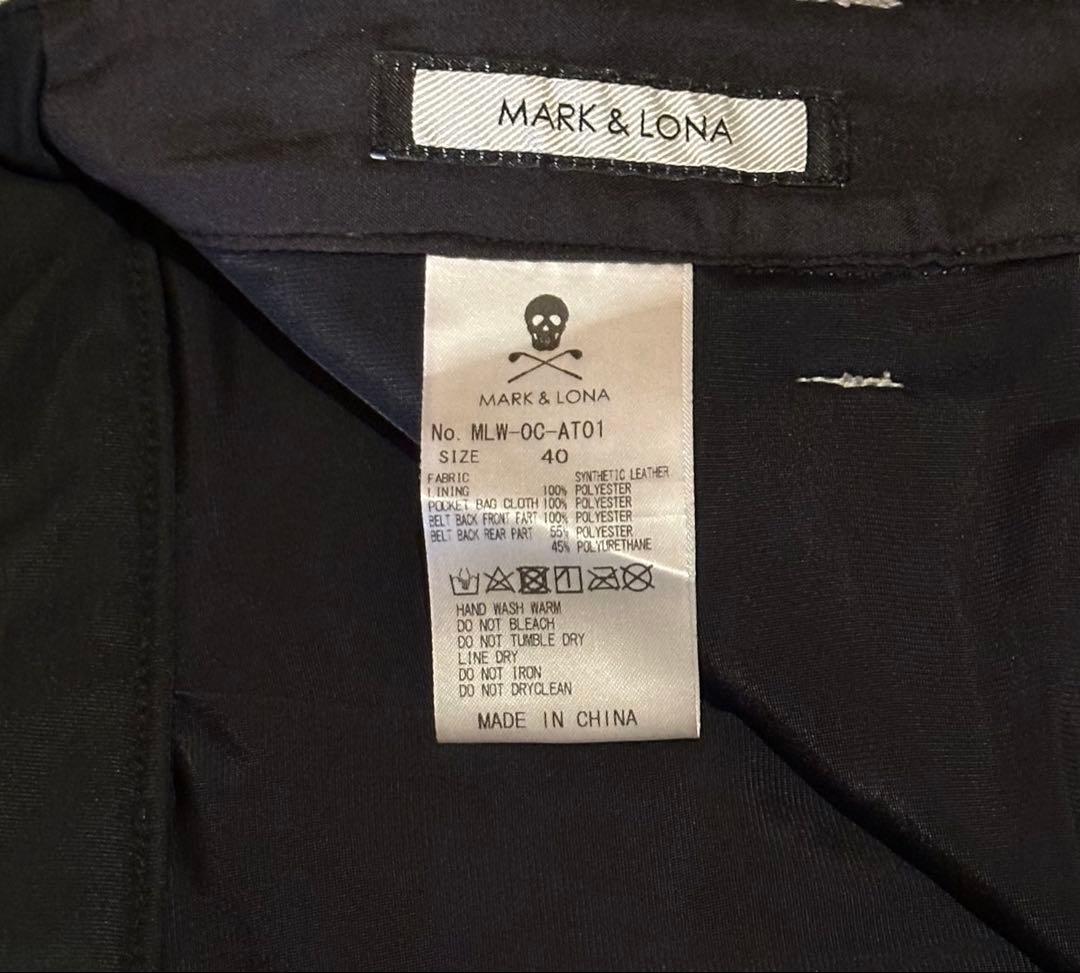 MARK & LONA
MARK & LONA
No. MLW-OC-AT01
SIZE 40
FABRIC SYNTHETIC LEATHER
LINING 100% POLYESTER
POCKET BAG CLOTH 100% POLYESTER
BELT BACK FRONT PART 100% POLYESTER
BELT BACK REAR PART 55% POLYESTER
45% POLYURETHANE
HAND WASH WARM
DO NOT BLEACH
DO NOT TUMBLE DRY
LINE DRY
DO NOT IRON
DO NOT DRYCLEAN
MADE IN CHINA